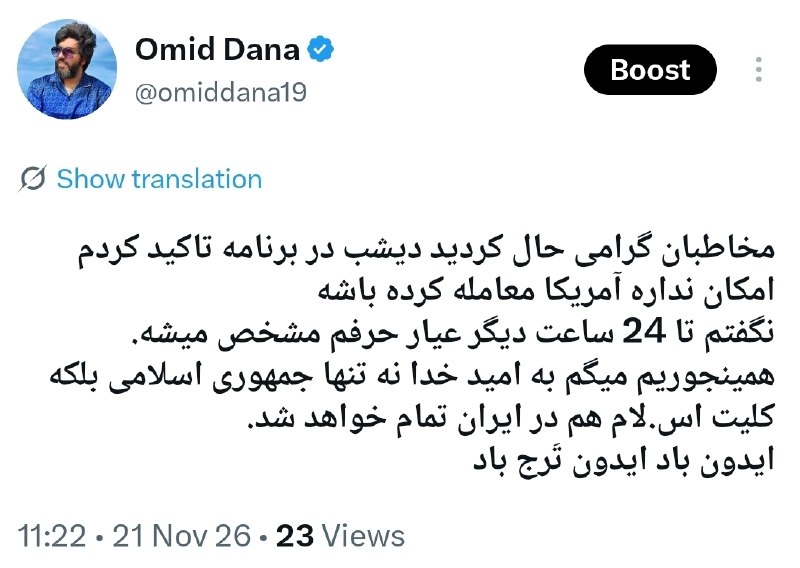 Omid Dana
@omiddana19
Boost
Show translation
مخاطبان گرامی حال کردید دیشب در برنامه تاکید کردم
امکان نداره آمریکا معامله کرده باشه
نگفتم تا 24 ساعت دیگر عیار حرفم مشخص میشه.
همینجوریم میگم به امید خدا نه تنها جمهوری اسلامی بلکه
کلیت اس.لام هم در ایران تمام خواهد شد.
ایدون باد ایدون تَرج باد
11:22 • 21 Nov 26 • 23 Views